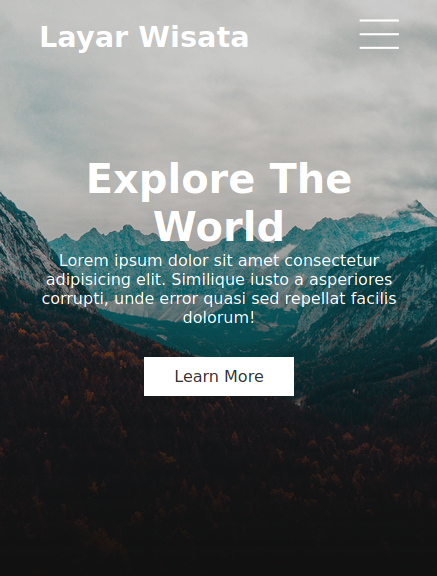 Layar Wisata
Explore The
World
Lorem ipsum dolor sit amet consectetur
adipisicing elit. Similique iusto a asperiores
corrupti, unde error quasi sed repellat facilis
dolorum!
Learn More